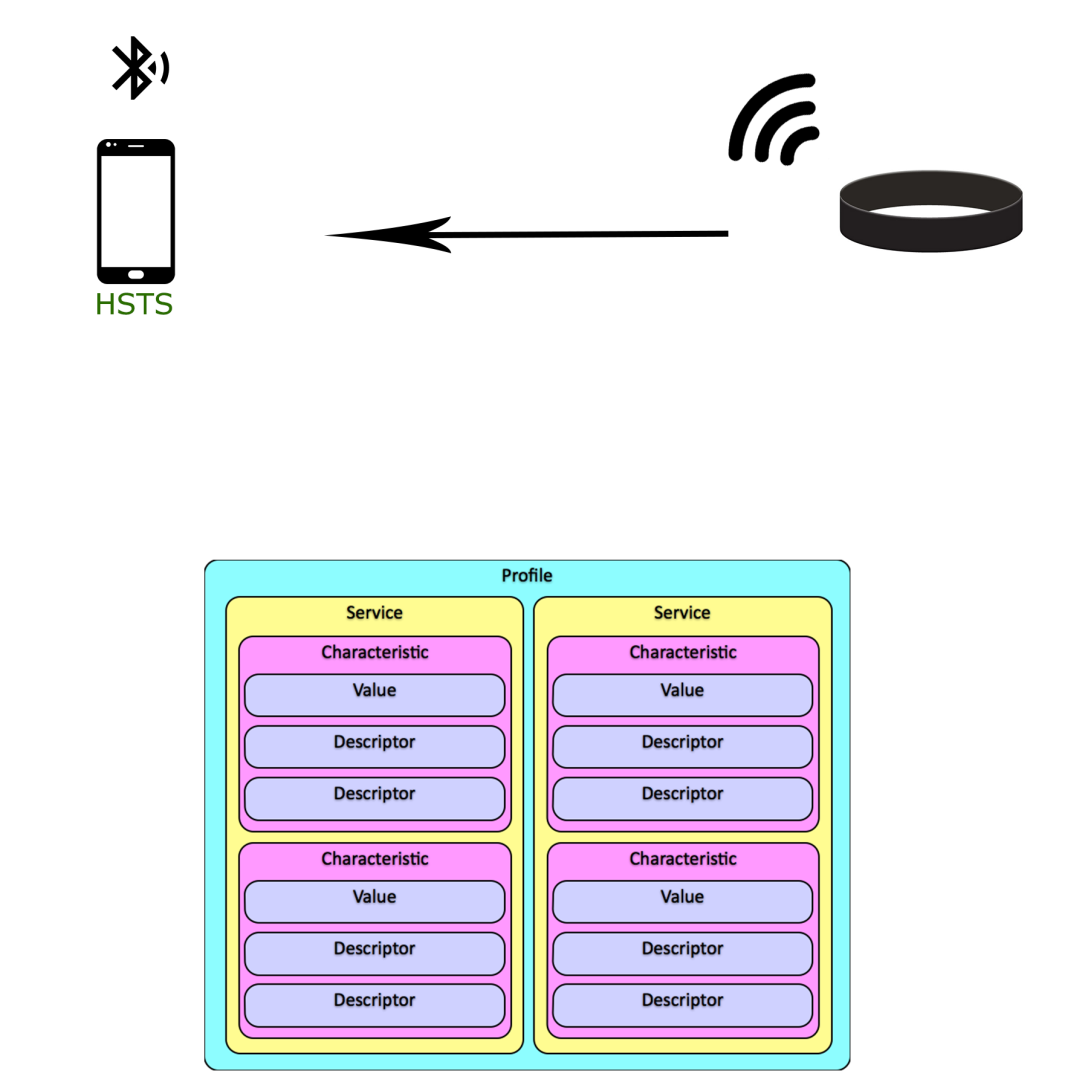 HSTS
Profile
Service
Characteristic
Value
Descriptor
Descriptor
Characteristic
Value
Descriptor
Descriptor
Service
Characteristic
Value
Descriptor
Descriptor
Characteristic
Value
Descriptor
Descriptor